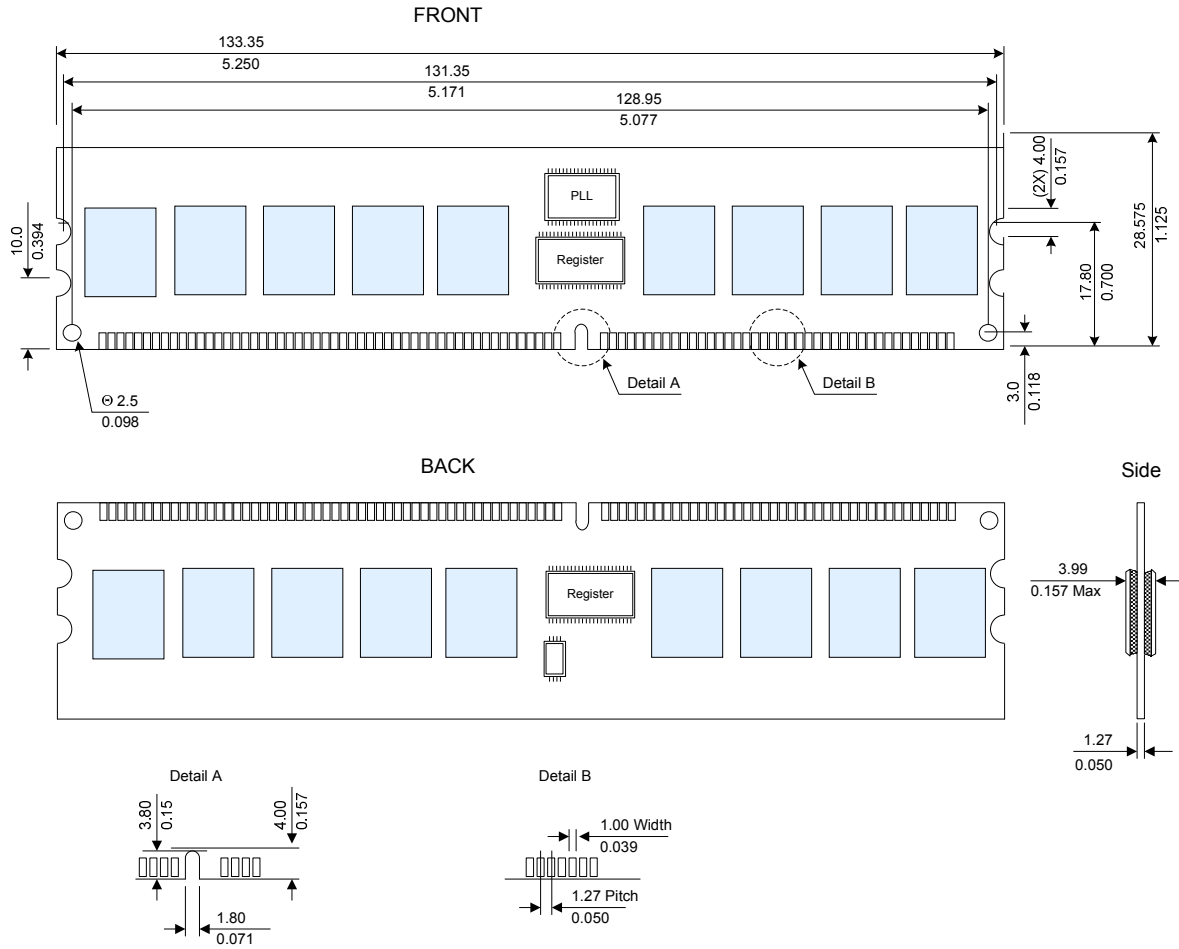 FRONT
133.35
5.250
131.35
5.171
128.95
5.077
(2X) 4.00
0.157
28.575
1.125
10.0
0.394
PLL
Register
17.80
0.700
3.0
0.118
Detail A
Detail B
Θ 2.5
0.098
BACK
Side
Register
3.99
0.157 Max
1.27
0.050
Detail A
3.80
0.15
4.00
0.157
1.80
0.071
Detail B
1.00 Width
0.039
1.27 Pitch
0.050